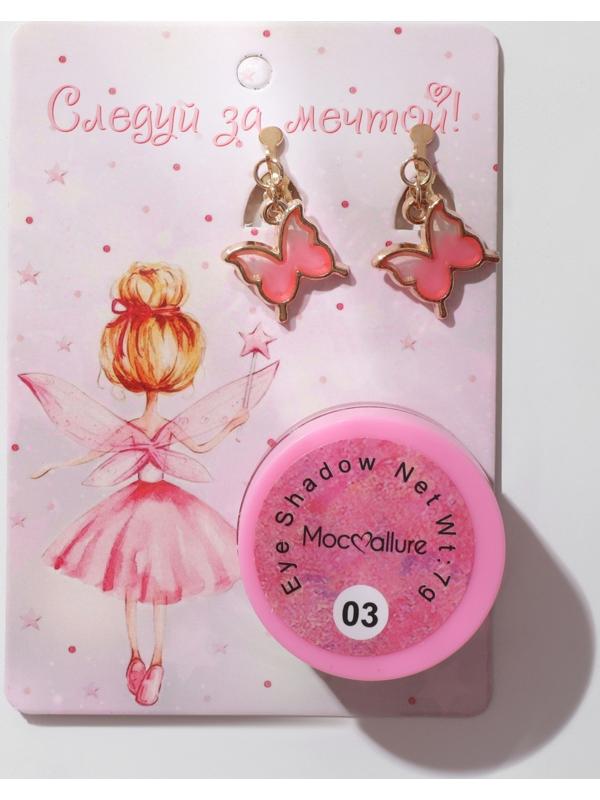 Следуй за мечтой!
Eye Shadow Net Wt:7g
Mocallure
03